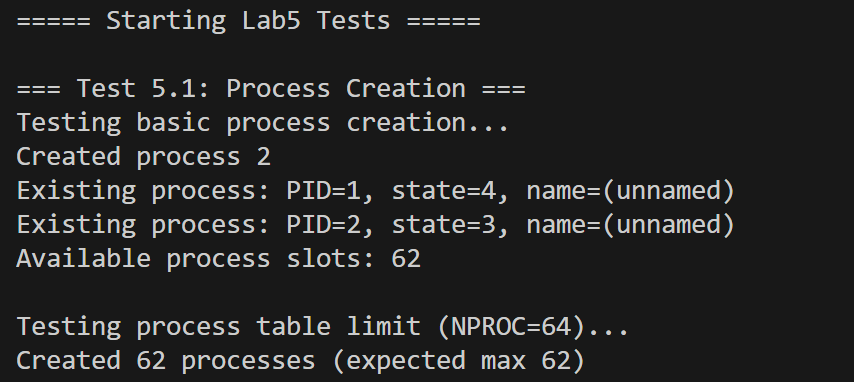 ===== Starting Lab5 Tests =====
=== Test 5.1: Process Creation ===
Testing basic process creation...
Created process 2
Existing process: PID=1, state=4, name=(unnamed)
Existing process: PID=2, state=3, name=(unnamed)
Available process slots: 62
Testing process table limit (NPROC=64)...
Created 62 processes (expected max 62)